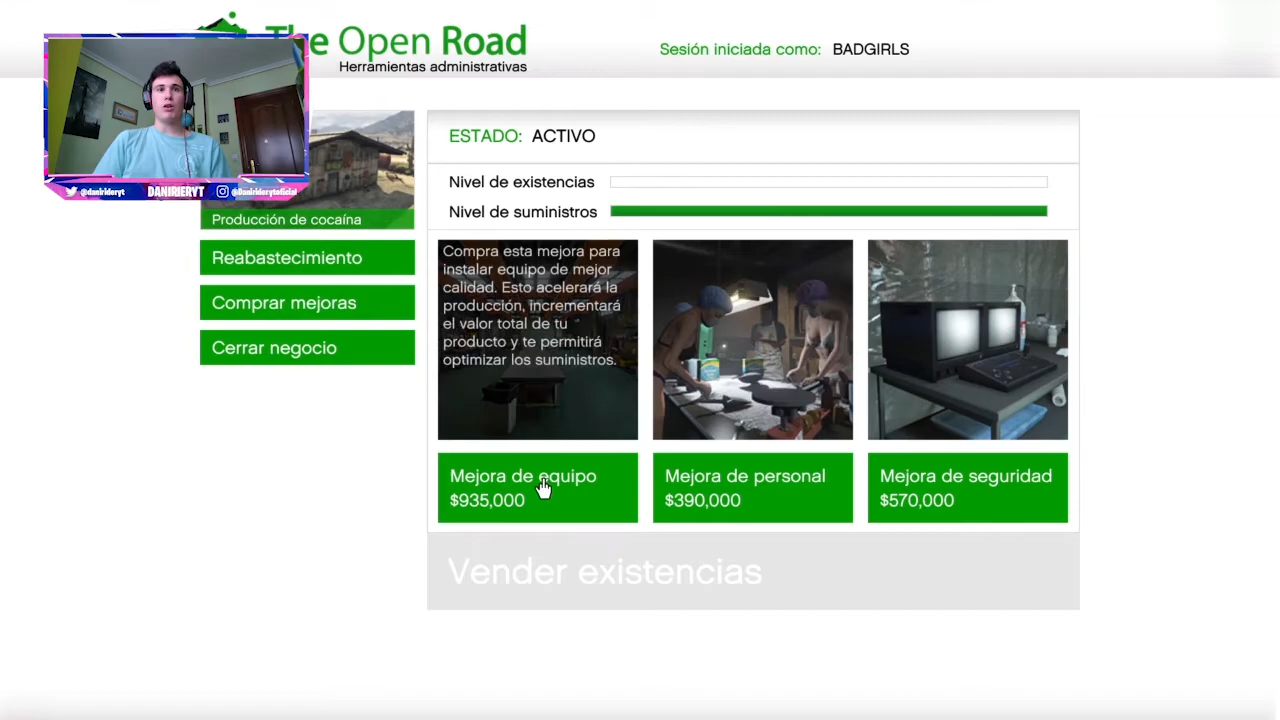 The Open Road
Herramientas administrativas
Sesión iniciada como: BADGIRLS
@danirideryt
DANIRIERYT
@Daniriderytoficial
Producción de cocaína
Reabastecimiento
Comprar mejoras
Cerrar negocio
ESTADO: ACTIVO
Nivel de existencias
Nivel de suministros
Compra esta mejora para
instalar equipo de mejor
calidad. Esto acelerará la
producción, incrementará
el valor total de tu
producto y te permitirá
optimizar los suministros.
Mejora de equipo
$935,000
Mejora de personal
$390,000
Mejora de seguridad
$570,000
Vender existencias